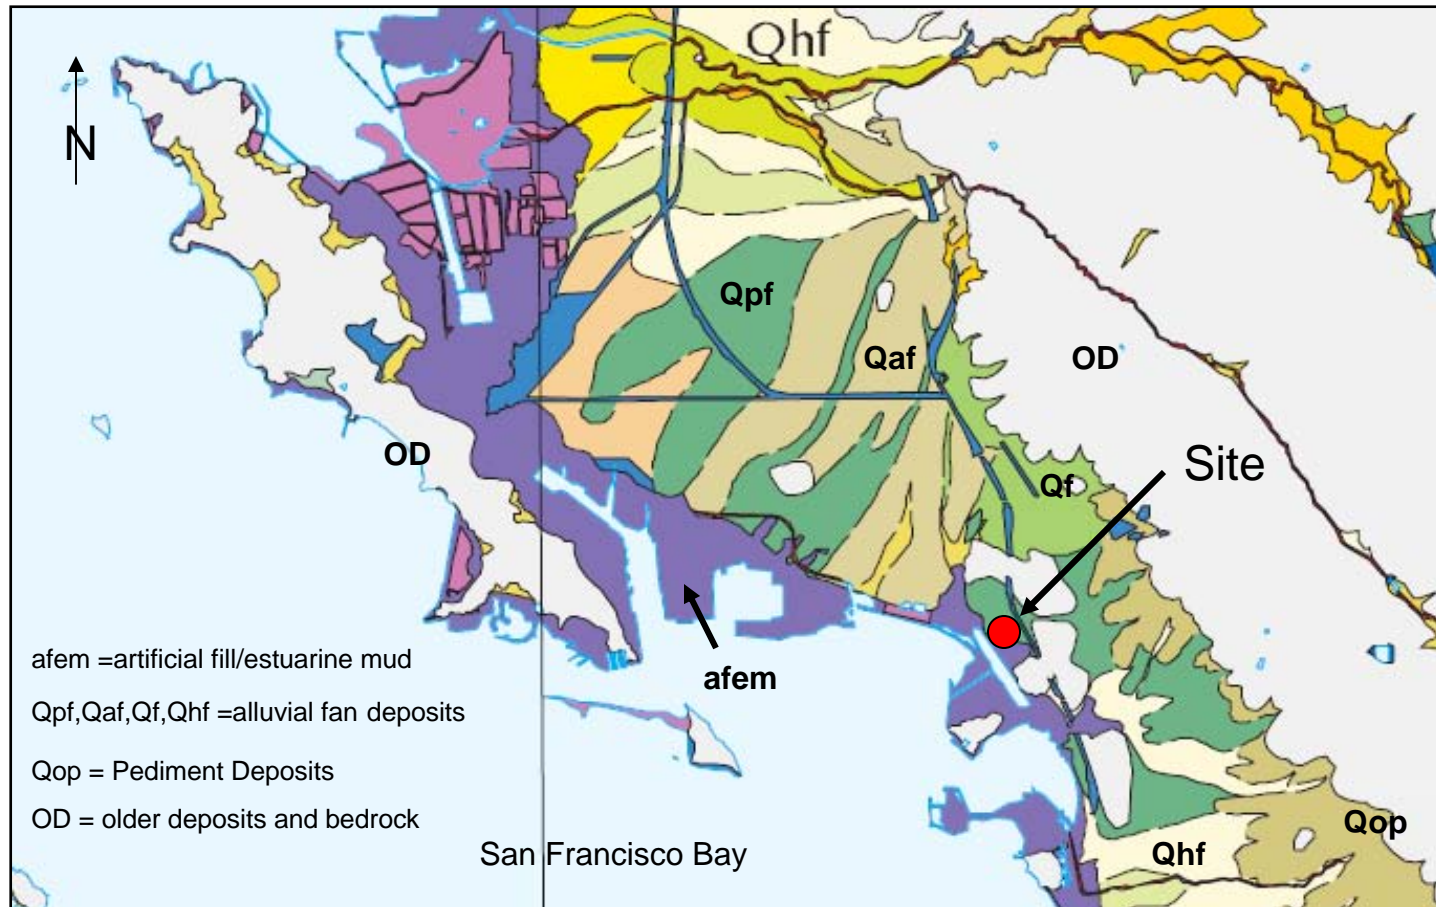 Qhf
N
Qpf
Qaf
OD
OD
Site
Qf
afem =artificial fill/estuarine mud
afem
Qpf,Qaf,Qf,Qhf =alluvial fan deposits
Qop = Pediment Deposits
OD = older deposits and bedrock
Qop
San Francisco Bay
Qhf